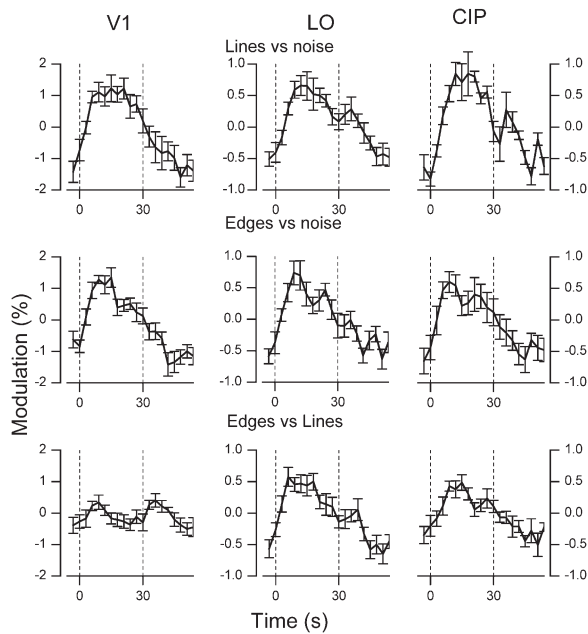 V1 LO CIP
Lines vs noise
2 1.0 1.0
1 0.5 0.5
0 0.0 0.0
-1 -0.5 -0.5
-2 -1.0 -1.0
0 30 0 30 0 30
Edges vs noise
2 1.0 1.0
1 0.5 0.5
0 0.0 0.0
-1 -0.5 -0.5
-2 -1.0 -1.0
0 30 0 30 0 30
Modulation (%)
Edges vs Lines
2 1.0 1.0
1 0.5 0.5
0 0.0 0.0
-1 -0.5 -0.5
-2 -1.0 -1.0
0 30 0 30 0 30
Time (s)